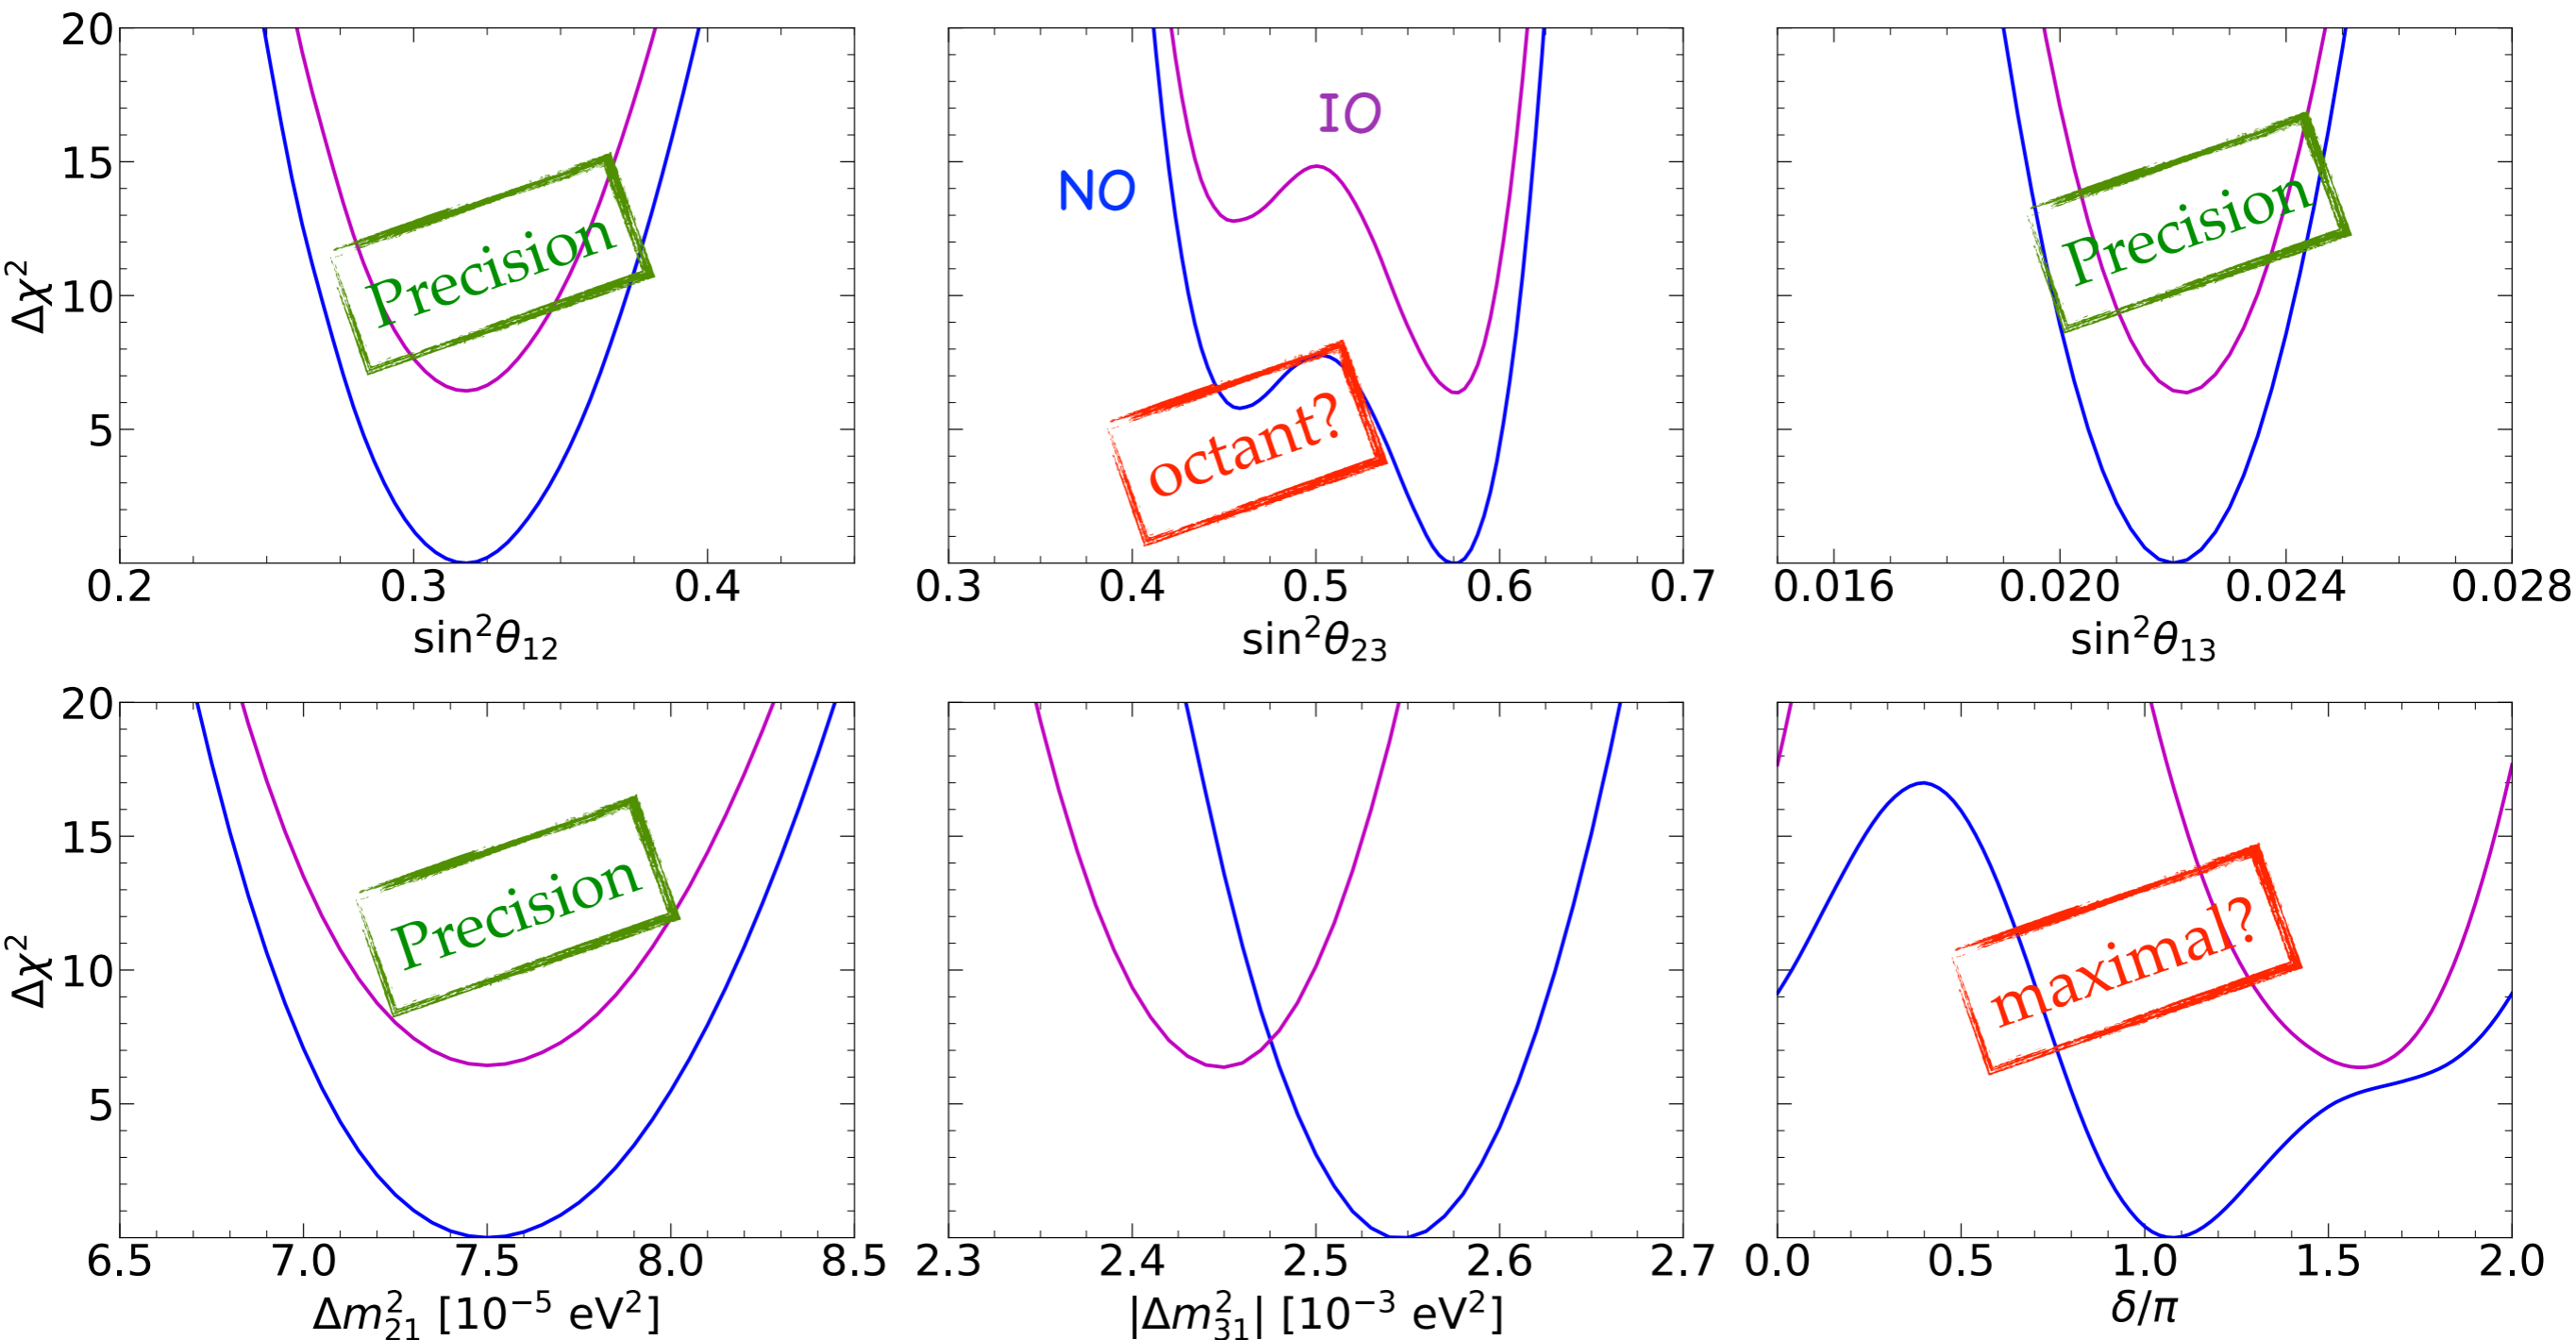 20
15
10
5
Δχ²
0.2 0.3 0.4
sin²θ₁₂
Precision
NO
IO
octant?
0.3 0.4 0.5 0.6 0.7
sin²θ₂₃
Precision
0.016 0.020 0.024 0.028
sin²θ₁₃
20
15
10
5
Δχ²
Precision
6.5 7.0 7.5 8.0 8.5
Δm²₂₁ [10⁻⁵ eV²]
2.3 2.4 2.5 2.6 2.7
|Δm²₃₁| [10⁻³ eV²]
maximal?
0.0 0.5 1.0 1.5 2.0
δ/π